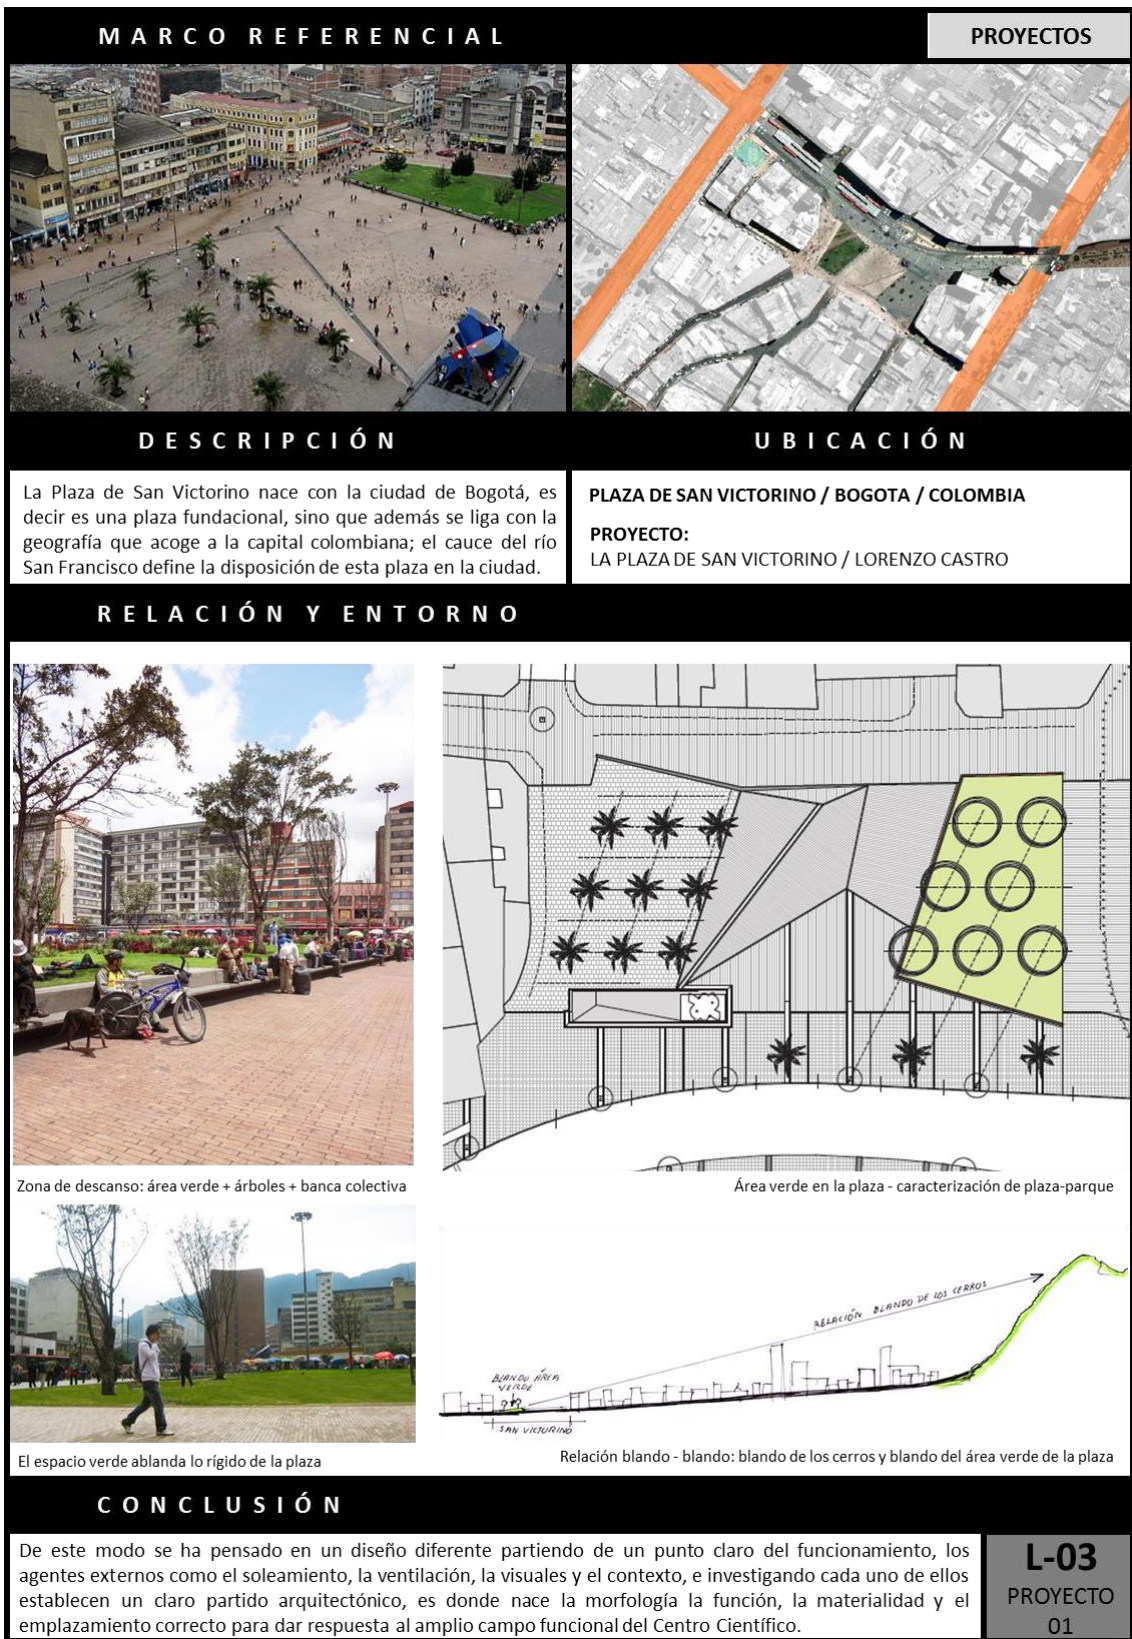 MARCO REFERENCIAL
PROYECTOS
DESCRIPCIÓN
UBICACIÓN
La Plaza de San Victorino nace con la ciudad de Bogotá, es
decir es una plaza fundacional, sino que además se liga con la
geografía que acoge a la capital colombiana; el cauce del río
San Francisco define la disposición de esta plaza en la ciudad.
PLAZA DE SAN VICTORINO / BOGOTA / COLOMBIA
PROYECTO:
LA PLAZA DE SAN VICTORINO / LORENZO CASTRO
RELACIÓN Y ENTORNO
Zona de descanso: área verde + árboles + banca colectiva
Área verde en la plaza - caracterización de plaza-parque
RELACIÓN BLANDO DE LOS CERROS
BLANDO ÁREA
VERDE
SAN VICTORINO
El espacio verde ablanda lo rígido de la plaza
Relación blando - blando: blando de los cerros y blando del área verde de la plaza
CONCLUSIÓN
De este modo se ha pensado en un diseño diferente partiendo de un punto claro del funcionamiento, los
agentes externos como el soleamiento, la ventilación, la visuales y el contexto, e investigando cada uno de ellos
establecen un claro partido arquitectónico, es donde nace la morfología la función, la materialidad y el
emplazamiento correcto para dar respuesta al amplio campo funcional del Centro Científico.
L-03
PROYECTO
01